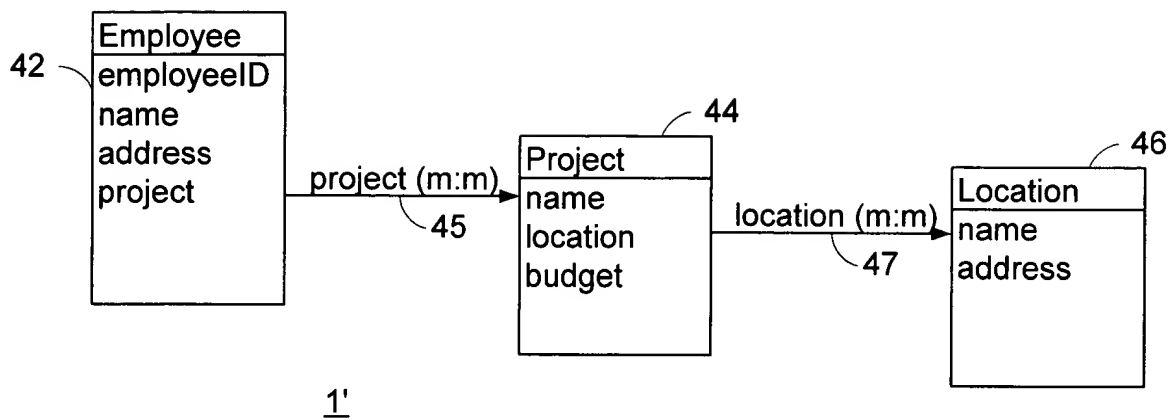 Employee
42
employeeID
name
address
project
project (m:m)
45
44
Project
name
location
budget
location (m:m)
47
46
Location
name
address
1'